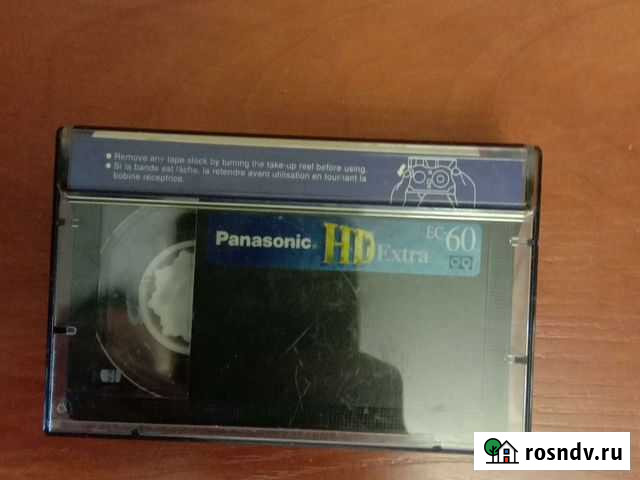 • Remove any tape slack by turning the take-up reel before using.
• Si la bande est lâche, la retendre avant utilisation en tournant la
bobine réceptrice.
Panasonic® HD Extra EC-60
rosndv.ru